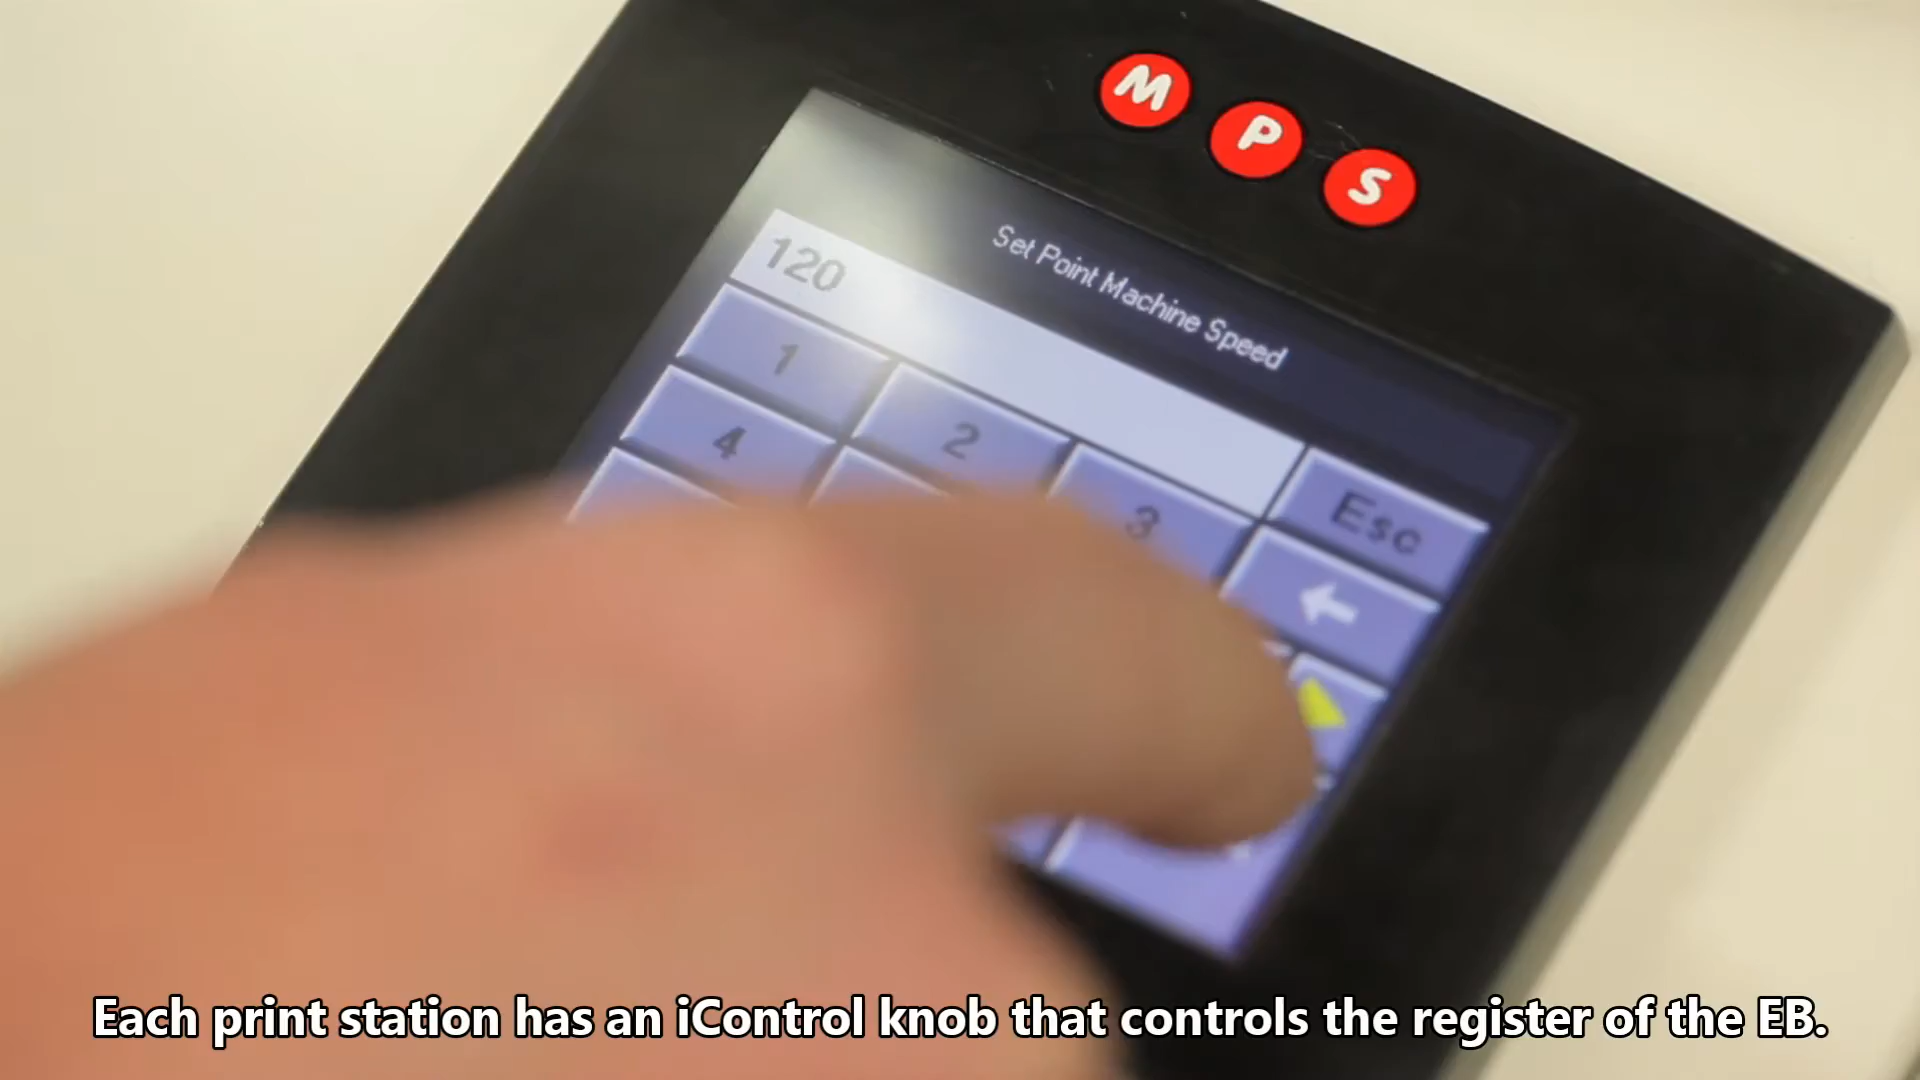 M P S
Set Point Machine Speed
120
1
2
3
Esc
4
Each print station has an iControl knob that controls the register of the EB.